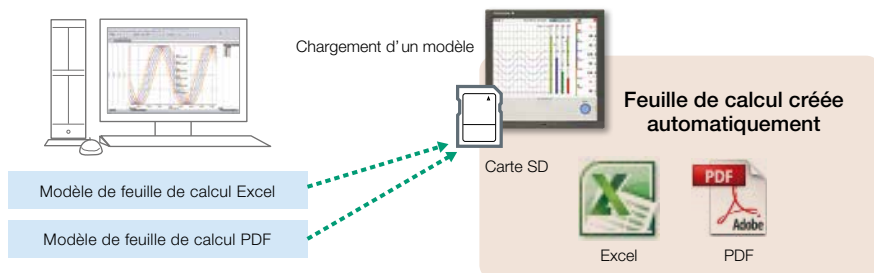 Chargement d'un modèle
Feuille de calcul créée
automatiquement
Carte SD
Modèle de feuille de calcul Excel
Modèle de feuille de calcul PDF
PDF
Adobe
Excel
PDF